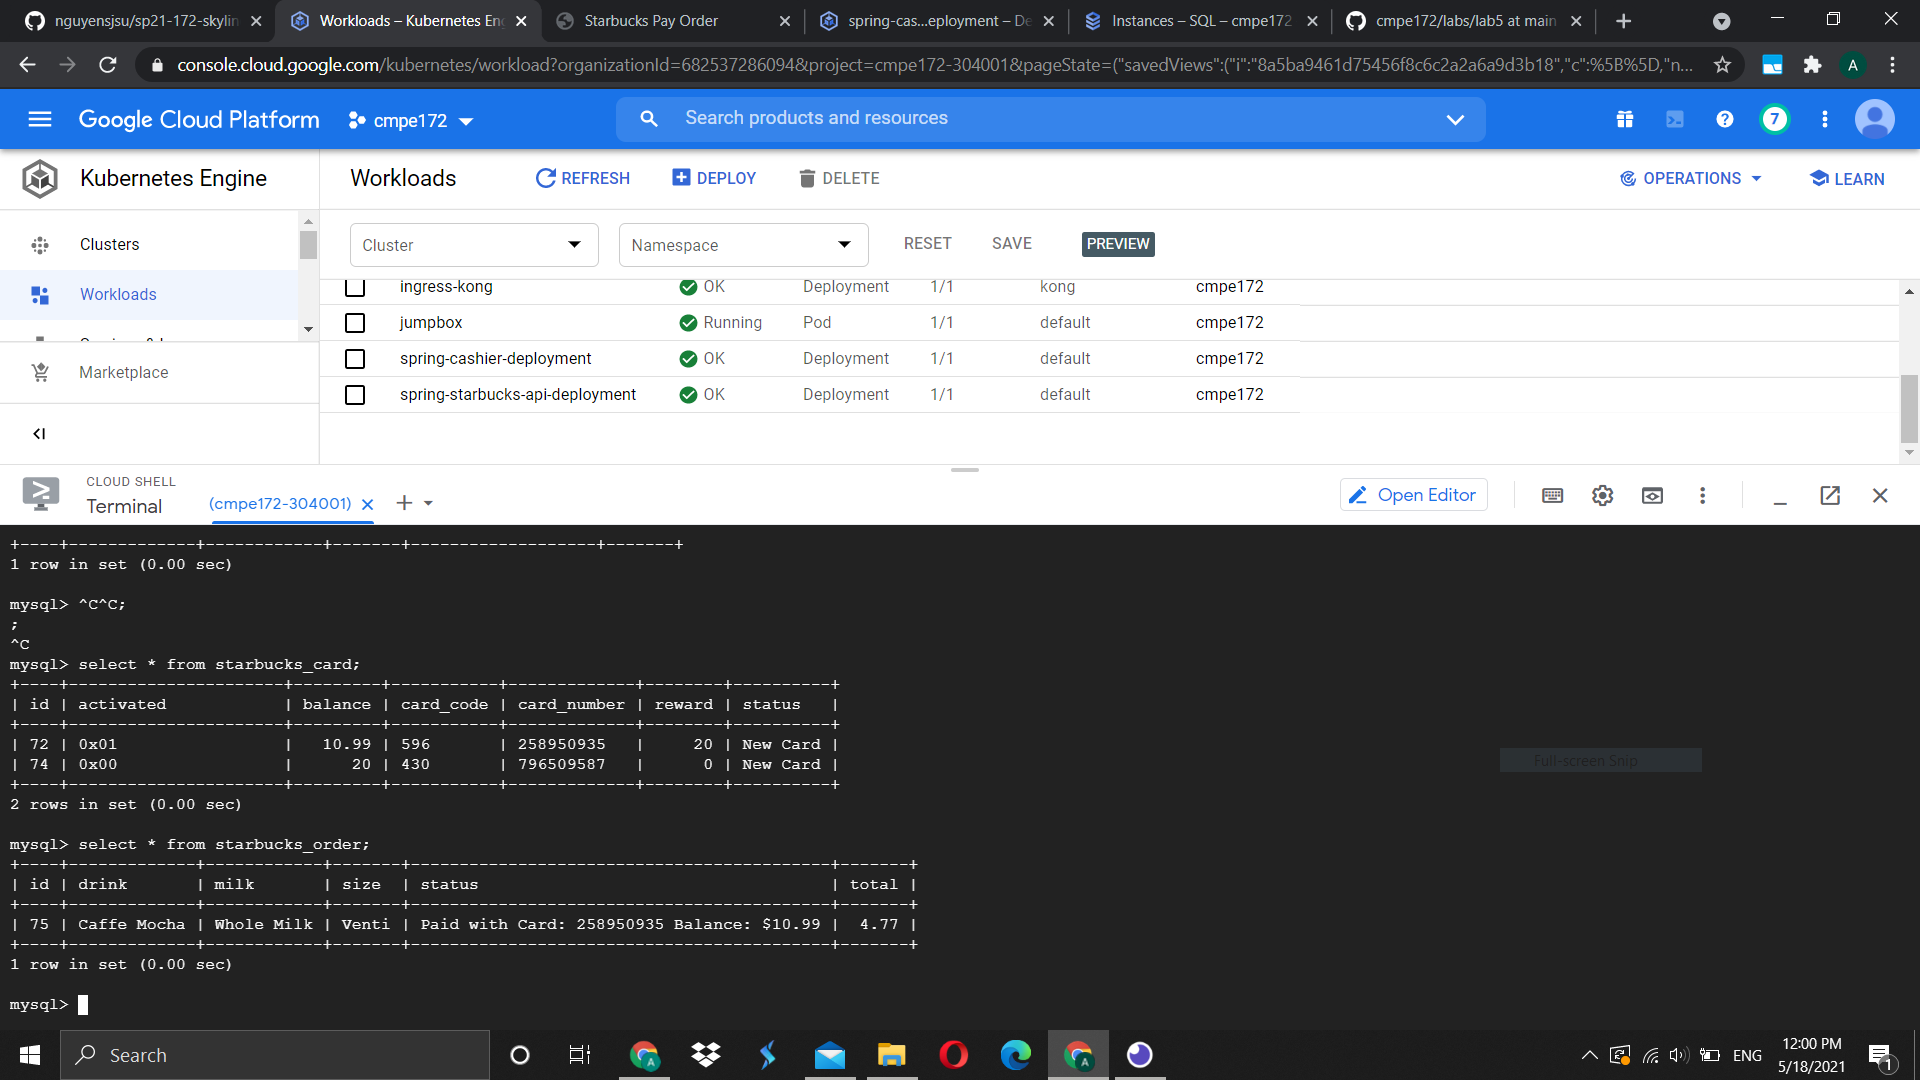 nguyensjsu/sp21-172-skylin
Workloads – Kubernetes En
Starbucks Pay Order
spring-cas...eployment – De
Instances – SQL – cmpe172
cmpe172/labs/lab5 at main
console.cloud.google.com/kubernetes/workload?organizationId=682537286094&project=cmpe172-304001&pageState=("savedViews":("i":"8a5ba9461d75456f8c6c2a2a6a9d3b18","c":%5B%5D,"n...
A
Google Cloud Platform
cmpe172
Search products and resources
7
Kubernetes Engine
Workloads
REFRESH
DEPLOY
DELETE
OPERATIONS
LEARN
Clusters
Workloads
Marketplace
Cluster
Namespace
RESET
SAVE
PREVIEW
ingress-kong OK Deployment 1/1 kong cmpe172
jumpbox Running Pod 1/1 default cmpe172
spring-cashier-deployment OK Deployment 1/1 default cmpe172
spring-starbucks-api-deployment OK Deployment 1/1 default cmpe172
CLOUD SHELL
Terminal
(cmpe172-304001)
Open Editor
+----+-------------+------------+-------+-------------------+-------+
1 row in set (0.00 sec)
mysql> ^C^C;
;
^C
mysql> select * from starbucks_card;
+----+----------------------+---------+-----------+-------------+--------+----------+
| id | activated            | balance | card_code | card_number | reward | status   |
+----+----------------------+---------+-----------+-------------+--------+----------+
| 72 | 0x01                 |   10.99 | 596       | 258950935   |     20 | New Card |
| 74 | 0x00                 |      20 | 430       | 796509587   |      0 | New Card |
+----+----------------------+---------+-----------+-------------+--------+----------+
2 rows in set (0.00 sec)
mysql> select * from starbucks_order;
+----+-------------+------------+-------+-------------------------------------------+-------+
| id | drink       | milk       | size  | status                                    | total |
+----+-------------+------------+-------+-------------------------------------------+-------+
| 75 | Caffe Mocha | Whole Milk | Venti | Paid with Card: 258950935 Balance: $10.99 |  4.77 |
+----+-------------+------------+-------+-------------------------------------------+-------+
1 row in set (0.00 sec)
mysql>
Full-screen Snip
Search
ENG
12:00 PM
5/18/2021
1